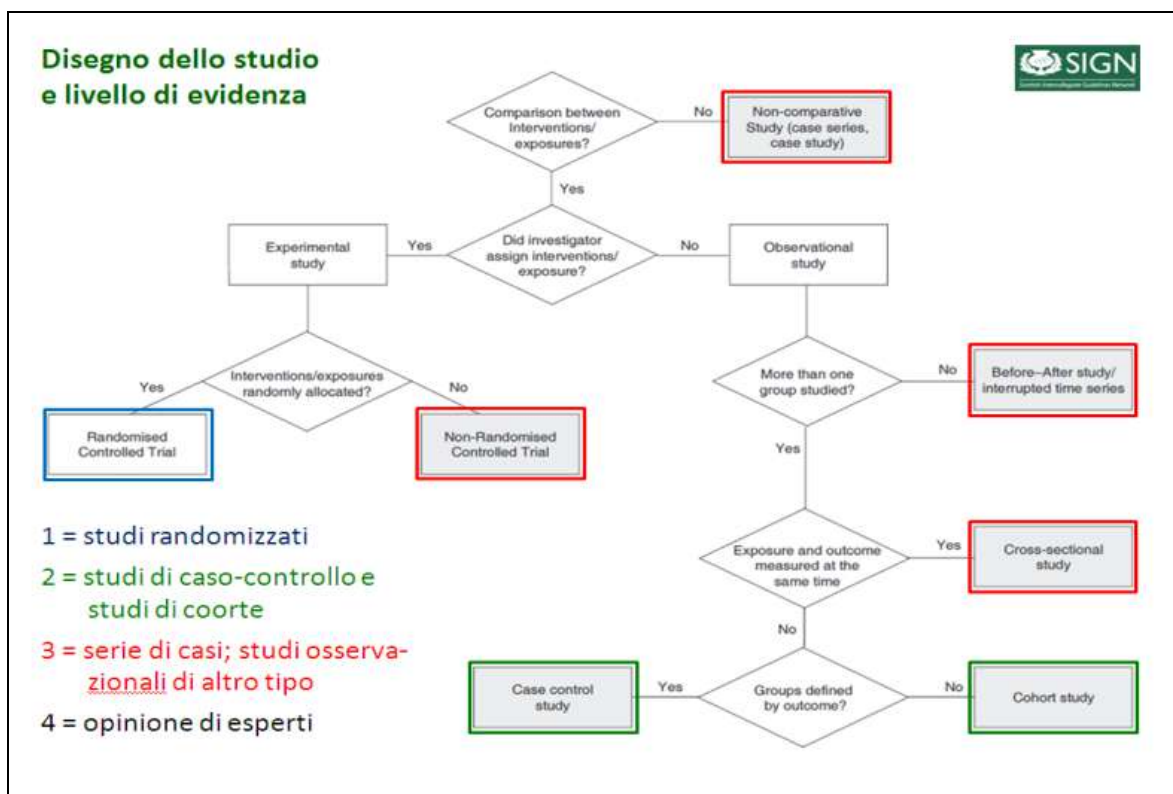 Disegno dello studio
e livello di evidenza
SIGN
Comparison between
Interventions/
exposures?
No
Non-comparative
Study (case series,
case study)
Yes
Experimental
study
Yes
Did investigator
assign interventions/
exposure?
No
Observational
study
Yes
Interventions/exposures
randomly allocated?
No
More than one
group studied?
No
Before–After study/
interrupted time series
Randomised
Controlled Trial
Non-Randomised
Controlled Trial
Yes
1 = studi randomizzati
2 = studi di caso-controllo e
studi di coorte
3 = serie di casi; studi osserva-
zionali di altro tipo
4 = opinione di esperti
Exposure and outcome
measured at the
same time
Yes
Cross-sectional
study
No
Case control
study
Yes
Groups defined
by outcome?
No
Cohort study